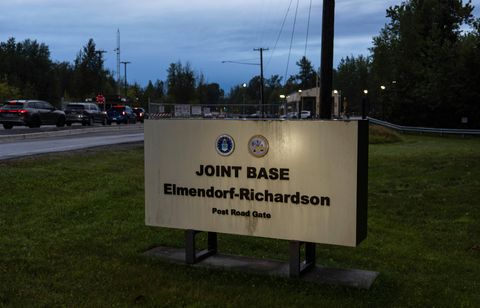 JOINT BASE
Elmendorf-Richardson
Post Road Gate